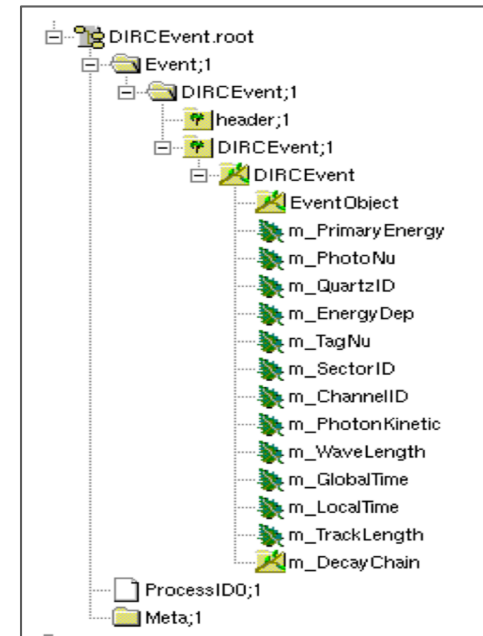 DIRCEvent.root
Event;1
DIRCEvent;1
header;1
DIRCEvent;1
DIRCEvent
EventObject
m_PrimaryEnergy
m_PhotoNu
m_QuartzID
m_EnergyDep
m_TagNu
m_SectorID
m_ChannelID
m_PhotonKinetic
m_WaveLength
m_GlobalTime
m_LocalTime
m_TrackLength
m_DecayChain
ProcessID0;1
Meta;1